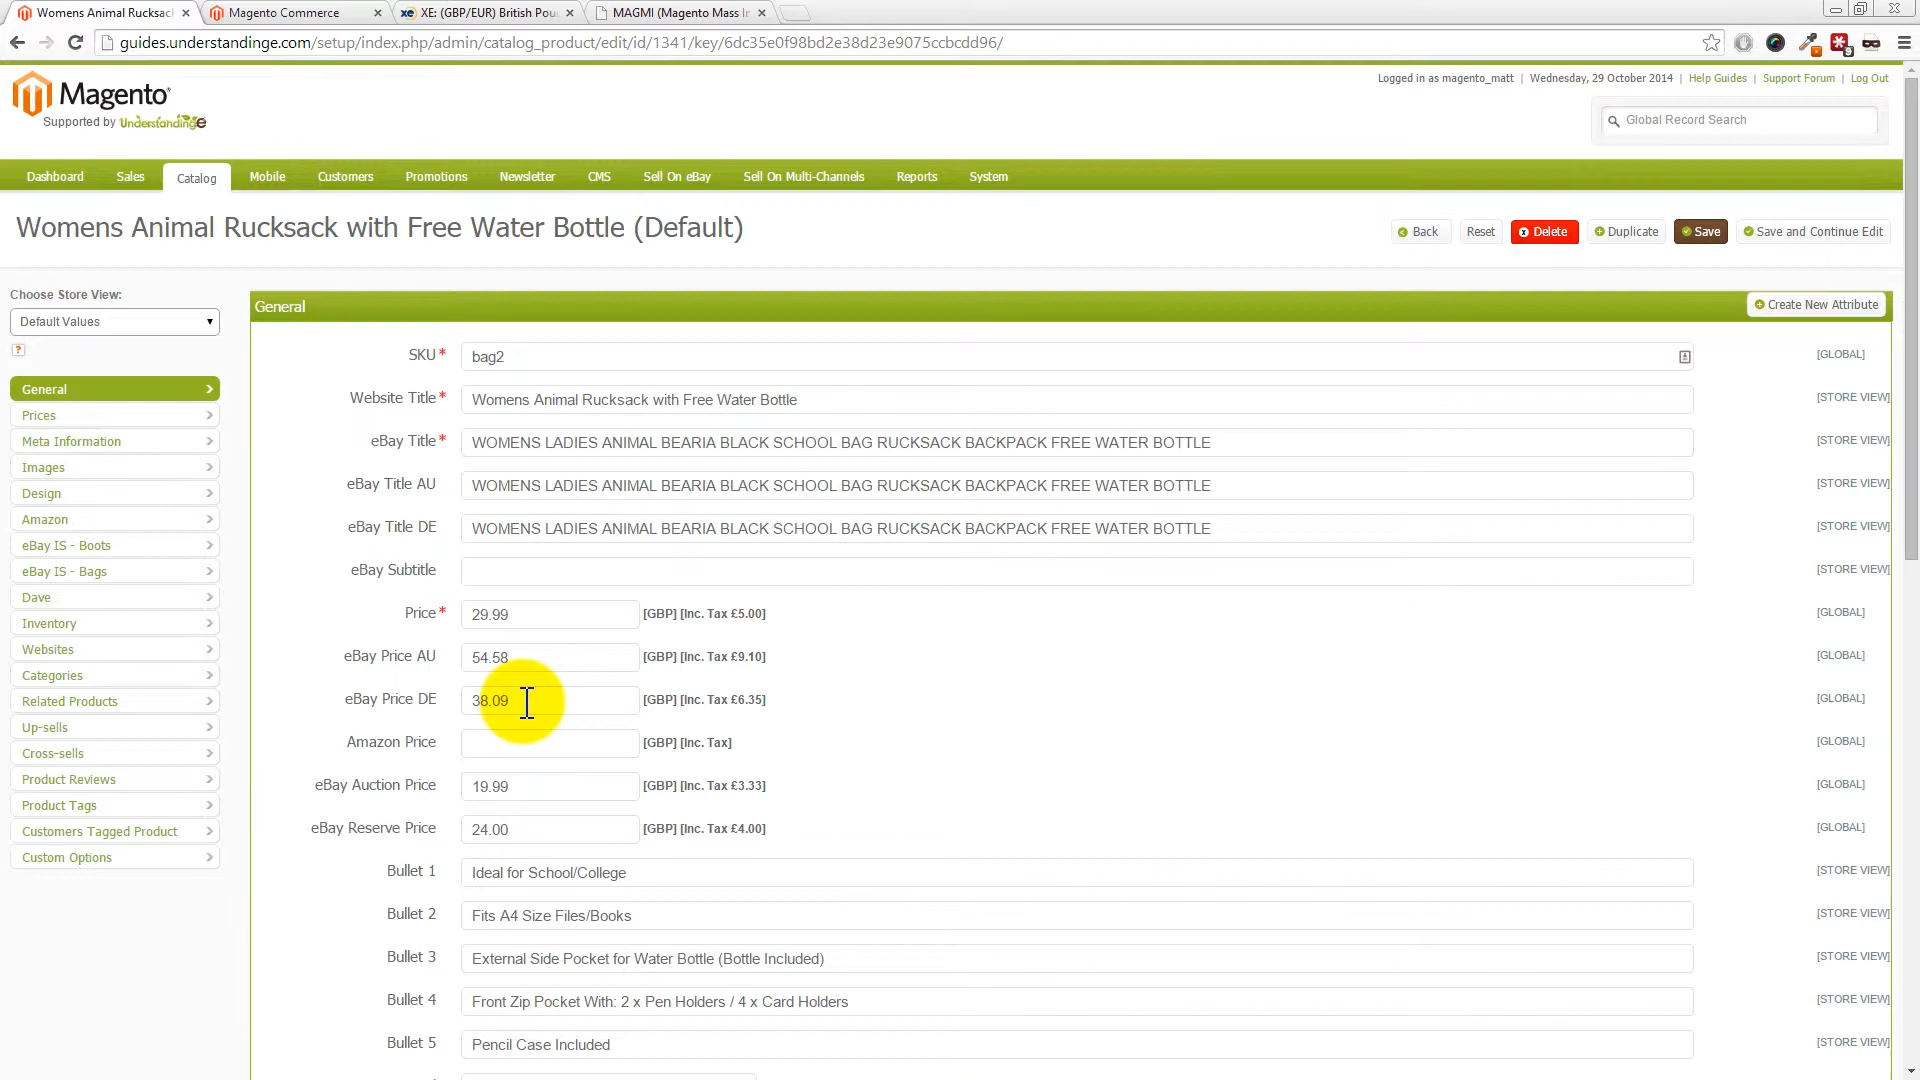 Womens Animal Rucksac
Magento Commerce
XE: (GBP/EUR) British Pou
MAGMI (Magento Mass I
guides.understandinge.com/setup/index.php/admin/catalog_product/edit/id/1341/key/6dc35e0f98bd2e38d23e9075ccbcdd96/
Magento
Supported by Understandinge
Logged in as magento_matt | Wednesday, 29 October 2014 | Help Guides | Support Forum | Log Out
Global Record Search
Dashboard Sales Catalog Mobile Customers Promotions Newsletter CMS Sell On eBay Sell On Multi-Channels Reports System
Womens Animal Rucksack with Free Water Bottle (Default)
Back Reset Delete Duplicate Save Save and Continue Edit
Choose Store View:
Default Values
?
General
Prices
Meta Information
Images
Design
Amazon
eBay IS - Boots
eBay IS - Bags
Dave
Inventory
Websites
Categories
Related Products
Up-sells
Cross-sells
Product Reviews
Product Tags
Customers Tagged Product
Custom Options
General
Create New Attribute
SKU * bag2 [GLOBAL]
Website Title * Womens Animal Rucksack with Free Water Bottle [STORE VIEW]
eBay Title * WOMENS LADIES ANIMAL BEARIA BLACK SCHOOL BAG RUCKSACK BACKPACK FREE WATER BOTTLE [STORE VIEW]
eBay Title AU WOMENS LADIES ANIMAL BEARIA BLACK SCHOOL BAG RUCKSACK BACKPACK FREE WATER BOTTLE [STORE VIEW]
eBay Title DE WOMENS LADIES ANIMAL BEARIA BLACK SCHOOL BAG RUCKSACK BACKPACK FREE WATER BOTTLE [STORE VIEW]
eBay Subtitle [STORE VIEW]
Price * 29.99 [GBP] [Inc. Tax £5.00] [GLOBAL]
eBay Price AU 54.58 [GBP] [Inc. Tax £9.10] [GLOBAL]
eBay Price DE 38.09 [GBP] [Inc. Tax £6.35] [GLOBAL]
Amazon Price [GBP] [Inc. Tax] [GLOBAL]
eBay Auction Price 19.99 [GBP] [Inc. Tax £3.33] [GLOBAL]
eBay Reserve Price 24.00 [GBP] [Inc. Tax £4.00] [GLOBAL]
Bullet 1 Ideal for School/College [STORE VIEW]
Bullet 2 Fits A4 Size Files/Books [STORE VIEW]
Bullet 3 External Side Pocket for Water Bottle (Bottle Included) [STORE VIEW]
Bullet 4 Front Zip Pocket With: 2 x Pen Holders / 4 x Card Holders [STORE VIEW]
Bullet 5 Pencil Case Included [STORE VIEW]